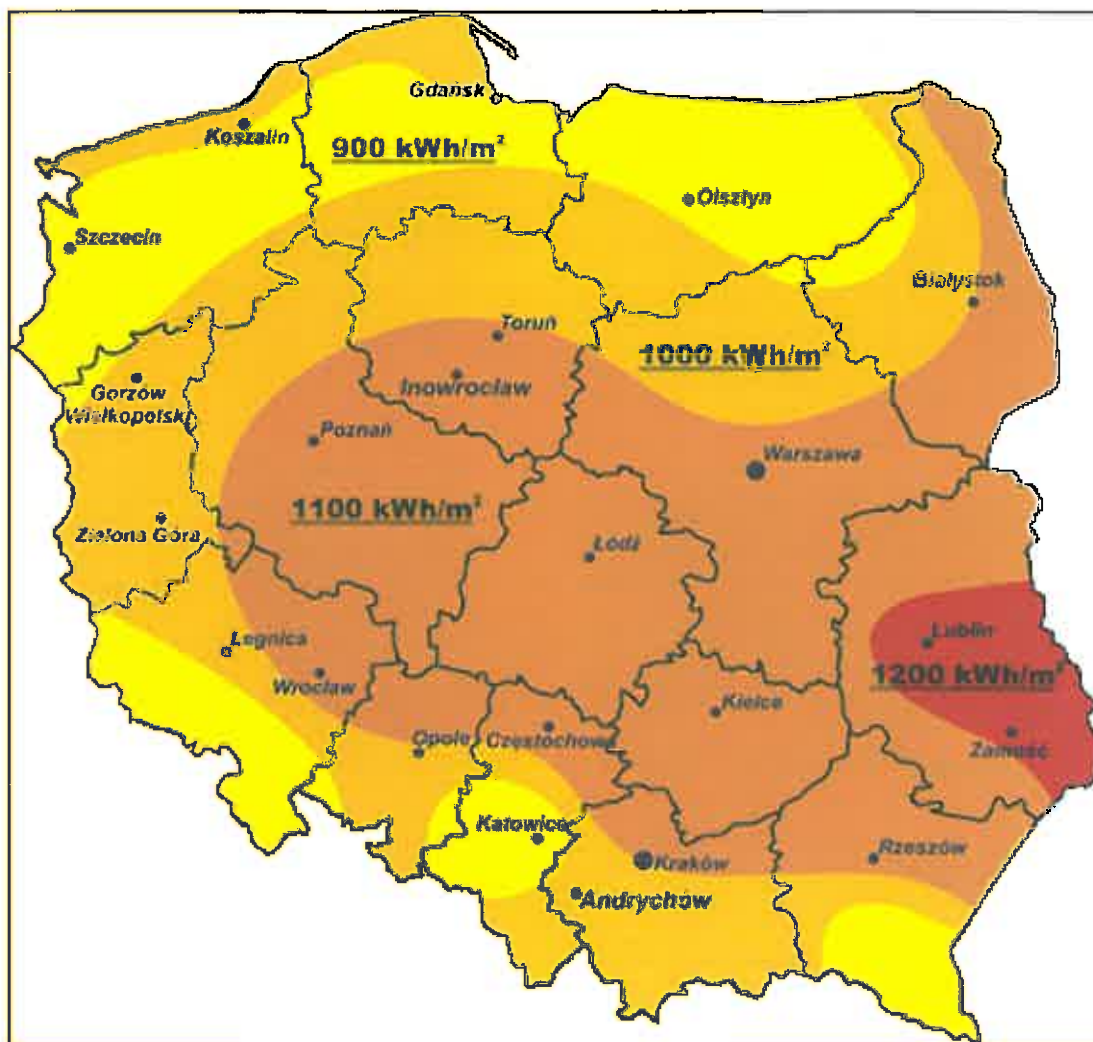 Gdańsk
Koszalin
900 kWh/m²
Olsztyn
Szczecin
Białystok
Toruń
1000 kWh/m²
Inowrocław
Gorzów
Wielkopolski
Poznań
Warszawa
1100 kWh/m²
Zielona Góra
Łódź
Legnica
Lublin
1200 kWh/m²
Wrocław
Kielce
Opole
Częstochowa
Zamość
Katowice
Kraków
Rzeszów
Andrychów